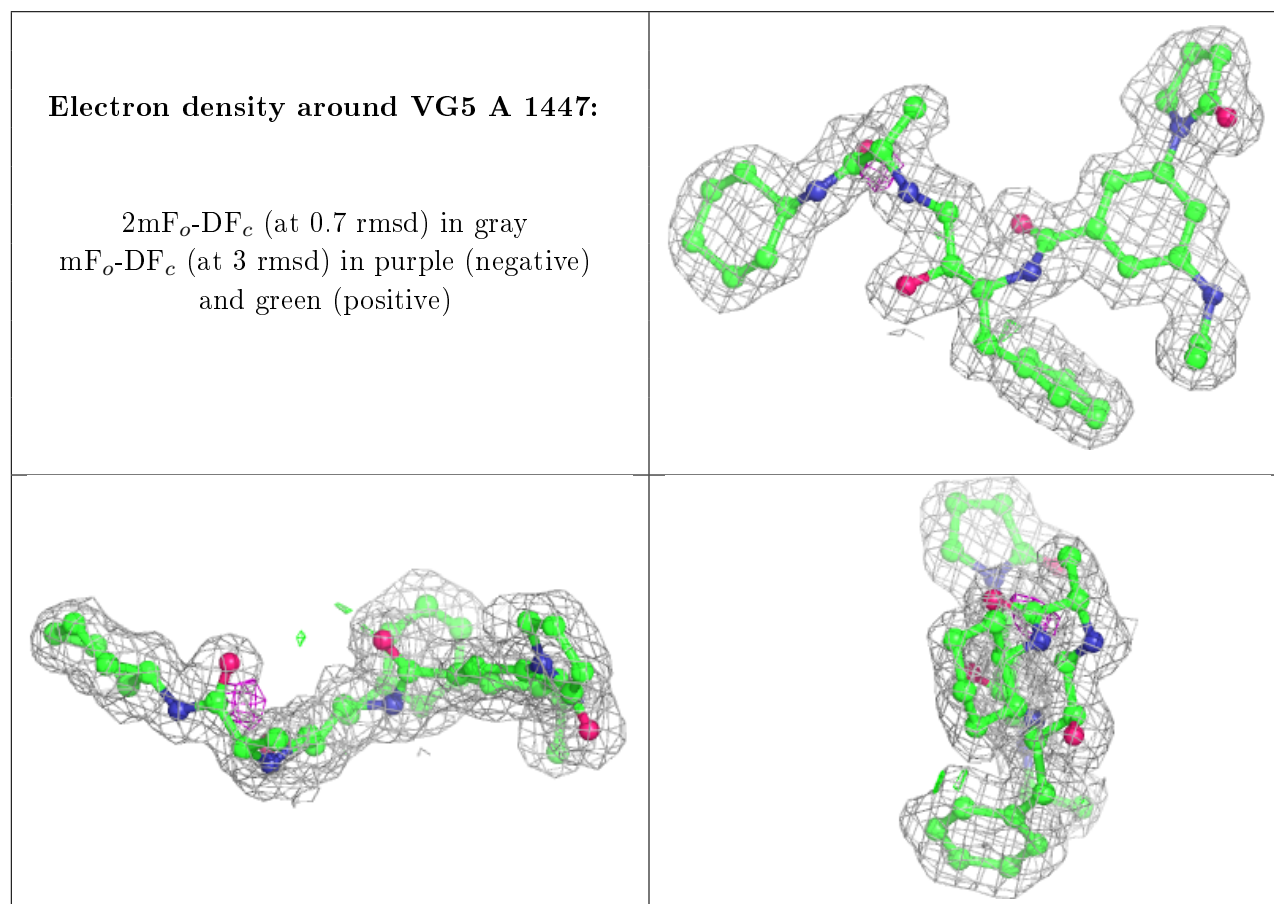 Electron density around VG5 A 1447:
2mFo-DFc (at 0.7 rmsd) in gray
mFo-DFc (at 3 rmsd) in purple (negative)
and green (positive)